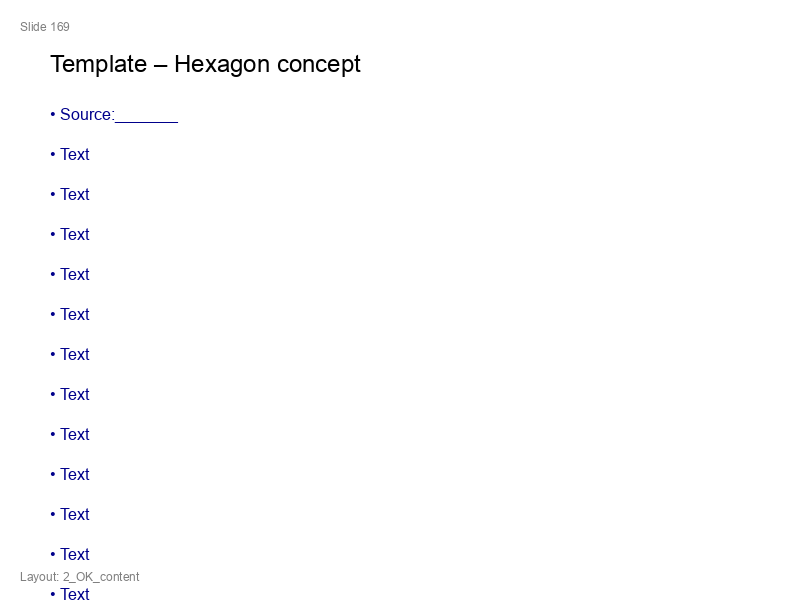 Slide 169
Template – Hexagon concept
• Source:_______
• Text
• Text
• Text
• Text
• Text
• Text
• Text
• Text
• Text
• Text
• Text
Layout: 2_OK_content
• Text